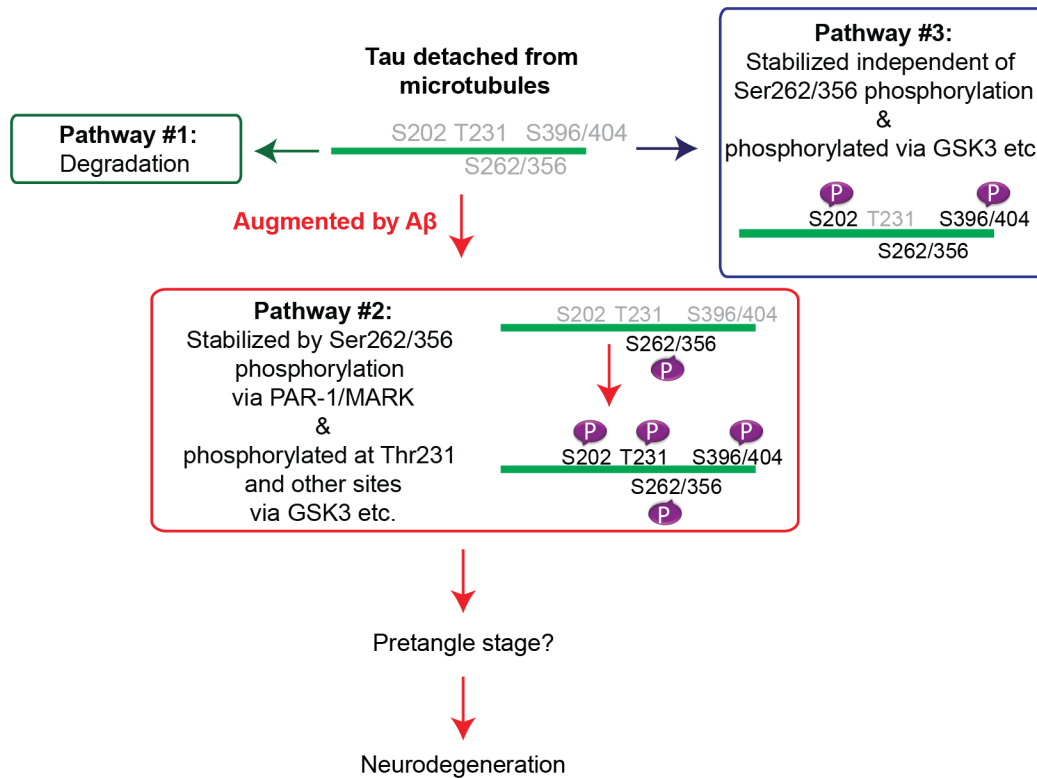 Tau detached from
microtubules
S202 T231 S396/404
S262/356
Pathway #1:
Degradation
Augmented by Aβ
Pathway #3:
Stabilized independent of
Ser262/356 phosphorylation
&
phosphorylated via GSK3 etc
P P
S202 T231 S396/404
S262/356
Pathway #2:
Stabilized by Ser262/356
phosphorylation
via PAR-1/MARK
&
phosphorylated at Thr231
and other sites
via GSK3 etc.
S202 T231 S396/404
S262/356
P
P P P
S202 T231 S396/404
S262/356
P
Pretangle stage?
Neurodegeneration